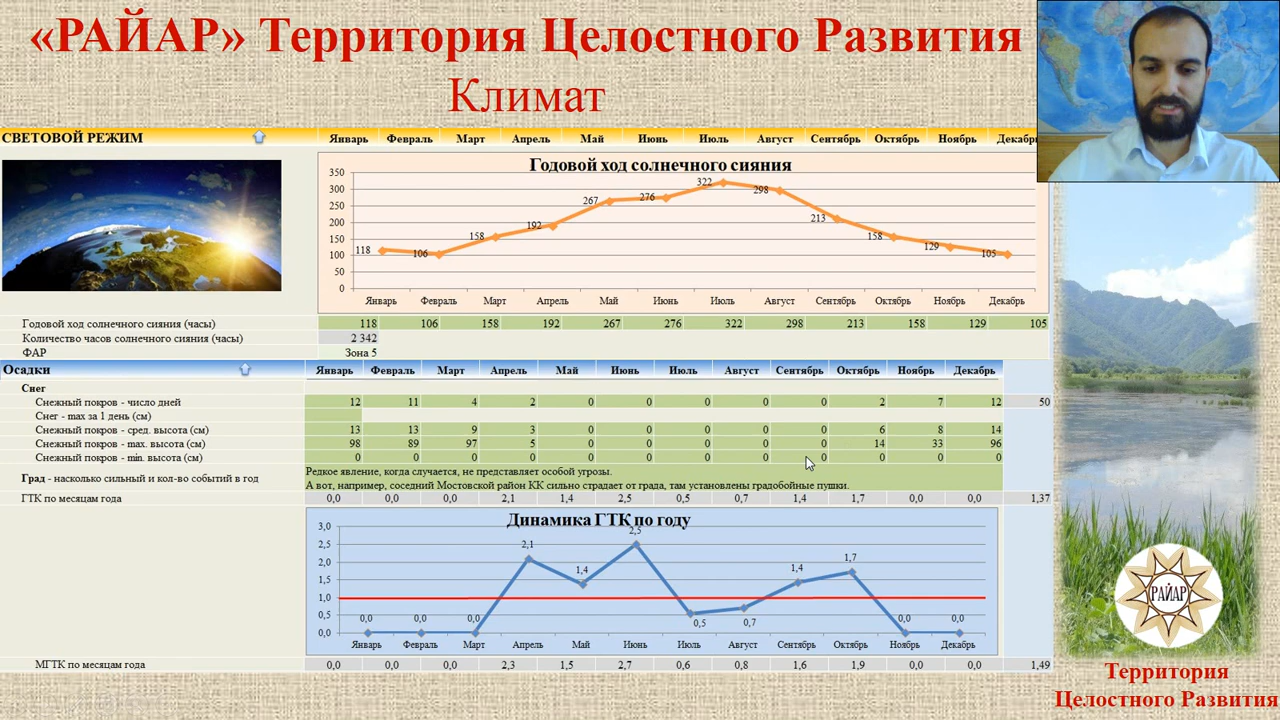 «РАЙАР» Территория Целостного Развития
Климат
СВЕТОВОЙ РЕЖИМ Январь Февраль Март Апрель Май Июнь Июль Август Сентябрь Октябрь Ноябрь Декабрь
Годовой ход солнечного сияния
350
300
250
200
150
100
50
0
118 106 158 192 267 276 322 298 213 158 129 105
Январь Февраль Март Апрель Май Июнь Июль Август Сентябрь Октябрь Ноябрь Декабрь
Годовой ход солнечного сияния (часы) 118 106 158 192 267 276 322 298 213 158 129 105
Количество часов солнечного сияния (часы) 2 342
ФАР Зона 5
Осадки Январь Февраль Март Апрель Май Июнь Июль Август Сентябрь Октябрь Ноябрь Декабрь
Снег
Снежный покров - число дней 12 11 4 2 0 0 0 0 0 2 7 12 50
Снег - max за 1 день (см)
Снежный покров - сред. высота (см) 13 13 9 3 0 0 0 0 0 6 8 14
Снежный покров - max. высота (см) 98 89 97 5 0 0 0 0 0 14 33 96
Снежный покров - min. высота (см) 0 0 0 0 0 0 0 0 0 0 0 0
Град - насколько сильный и кол-во событий в год
Редкое явление, когда случается, не представляет особой угрозы.
А вот, например, соседний Мостовской район КК сильно страдает от града, там установлены градобойные пушки.
ГТК по месяцам года 0,0 0,0 0,0 2,1 1,4 2,5 0,5 0,7 1,4 1,7 0,0 0,0 1,37
Динамика ГТК по году
3,0
2,5
2,0
1,5
1,0
0,5
0,0
0,0 0,0 0,0 2,1 1,4 2,5 0,5 0,7 1,4 1,7 0,0 0,0
Январь Февраль Март Апрель Май Июнь Июль Август Сентябрь Октябрь Ноябрь Декабрь
МГТК по месяцам года 0,0 0,0 0,0 2,3 1,5 2,7 0,6 0,8 1,6 1,9 0,0 0,0 1,49
РАЙАР
Территория
Целостного Развития